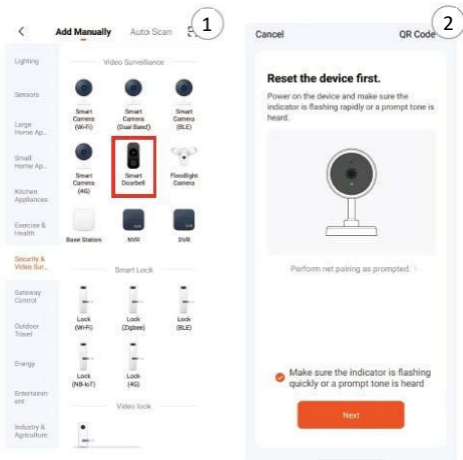 Add Manually Auto Scan
1
Lighting
Sensors
Large
Home Ap...
Small
Home Ap...
Kitchen
Appliances
Exercise &
Health
Security &
Video Sur...
Gateway
Control
Outdoor
Travel
Energy
Entertainm
ent
Industry &
Agriculture
Video Surveillance
Smart
Camera
(Wi-Fi)
Smart
Camera
(Dual Band)
Smart
Camera
(BLE)
Smart
Camera
(4G)
Smart
Doorbell
Floodlight
Camera
Base Station
NVR
DVR
Smart Lock
Lock
(Wi-Fi)
Lock
(Zigbee)
Lock
(BLE)
Lock
(NB-IoT)
Lock
(4G)
Video look
2
Cancel
QR Code
Reset the device first.
Power on the device and make sure the
indicator is flashing rapidly or a prompt tone is
heard.
Perform net pairing as prompted.
Make sure the indicator is flashing
quickly or a prompt tone is heard
Next